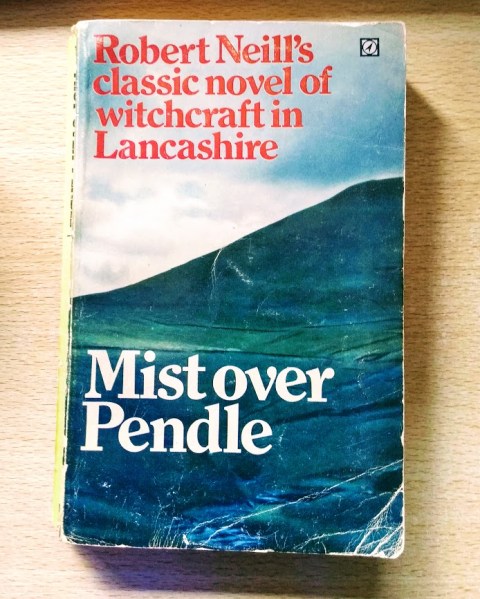 Robert Neill's
classic novel of
witchcraft in
Lancashire
Mist over
Pendle